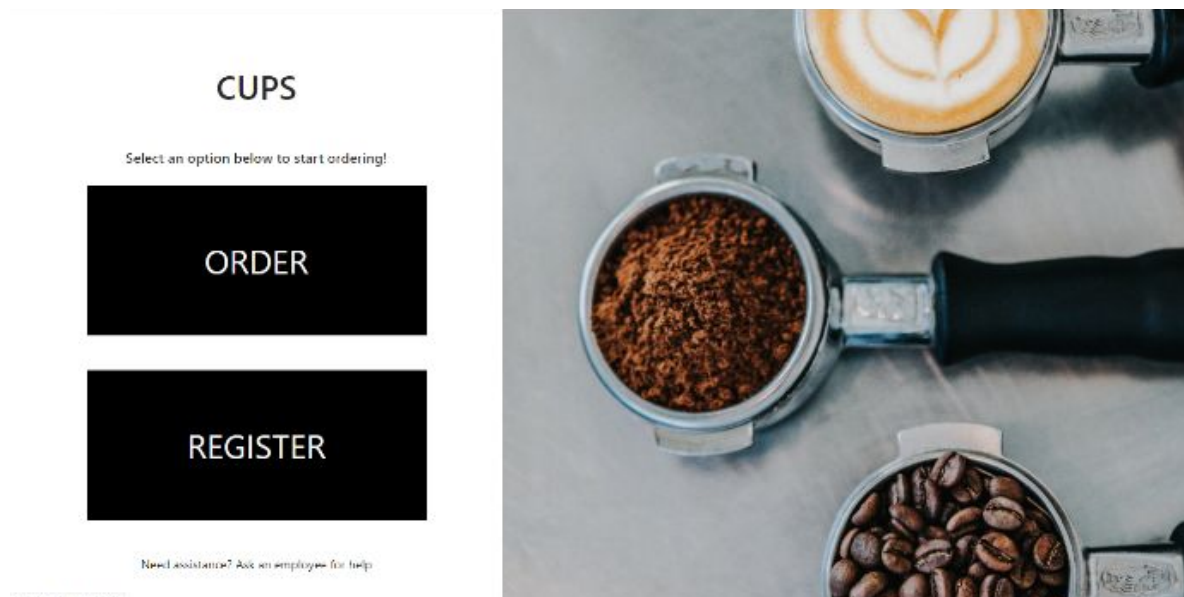 CUPS
Select an option below to start ordering!
ORDER
REGISTER
Need assistance? Ask an employee for help